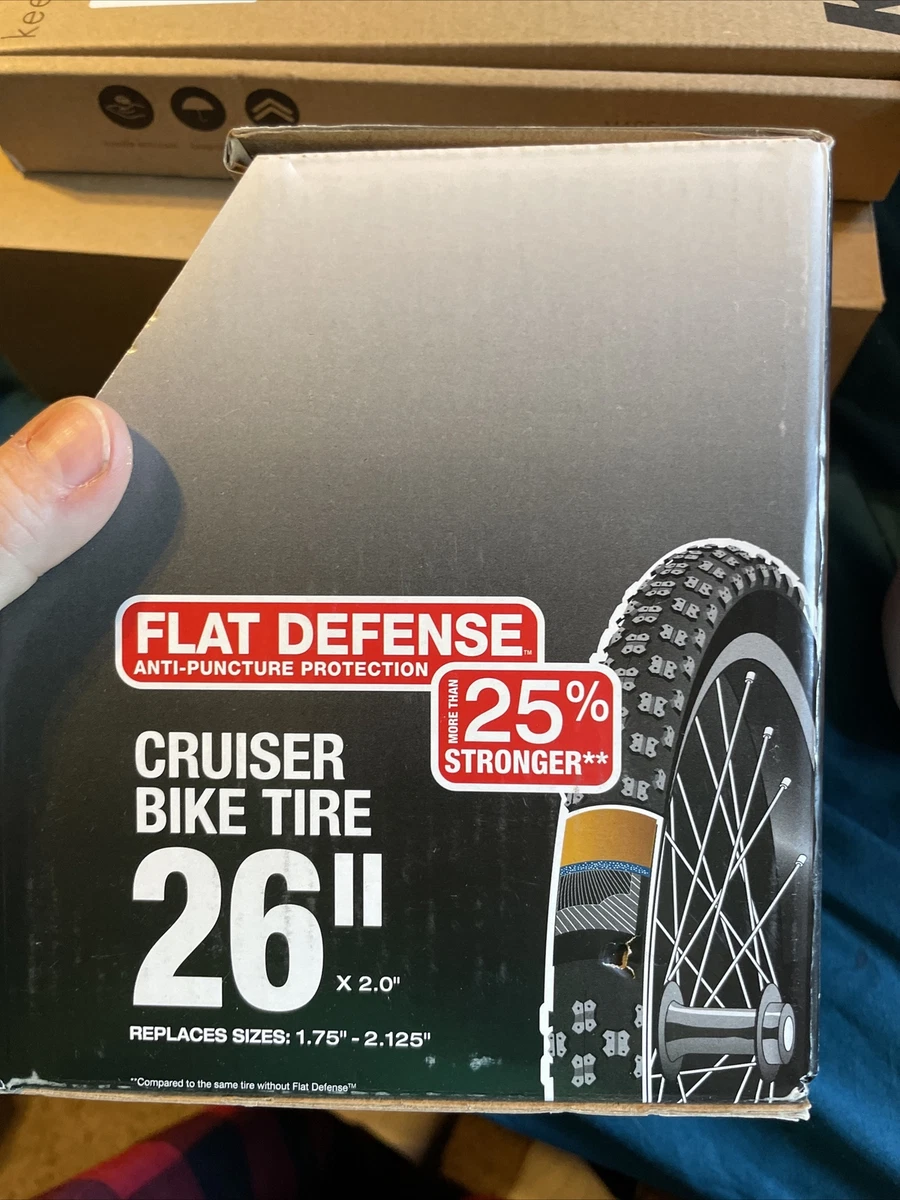 kee
K
FLAT DEFENSE™
ANTI-PUNCTURE PROTECTION
MORE THAN
25%
STRONGER**
CRUISER
BIKE TIRE
26"
X 2.0"
REPLACES SIZES: 1.75" - 2.125"
**Compared to the same tire without Flat Defense™